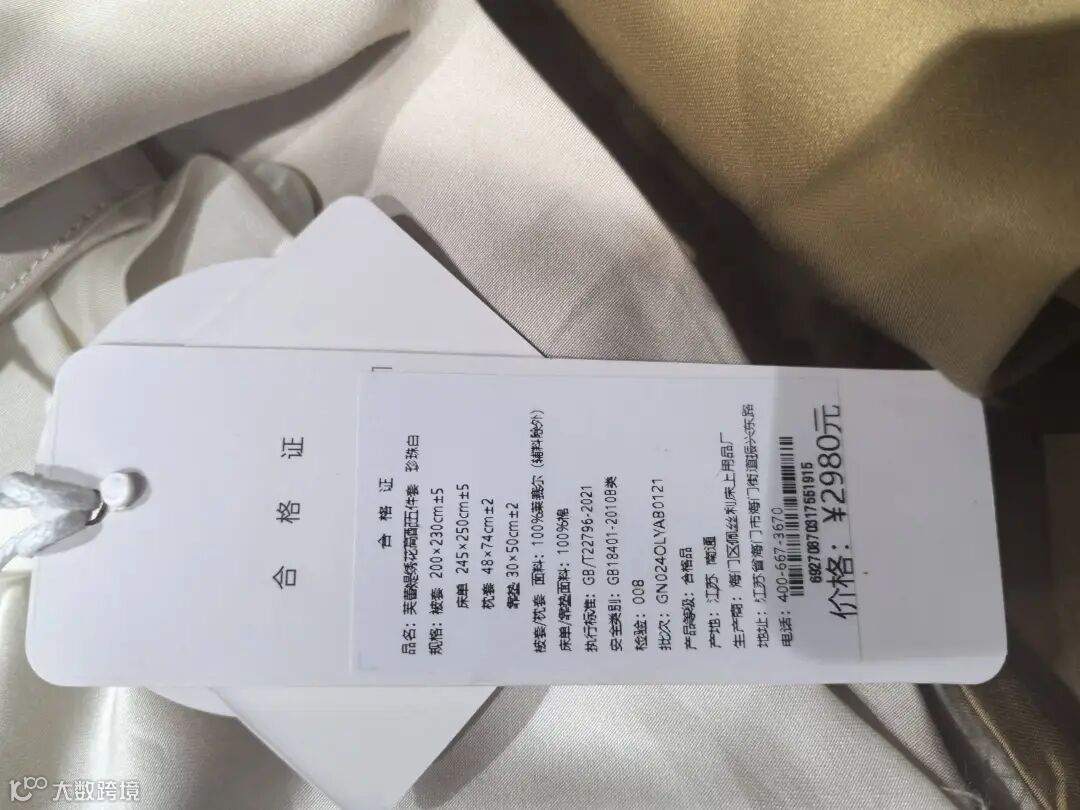 合格证
合格证
品名：芙蕾媞绣花高配五件套 珍珠白
规格：被套 200×230cm±5
床单 245×250cm±5
枕套 48×74cm±2
靠垫 30×50cm±2
被套/枕套 面料：100%莱赛尔（辅料除外）
床单/靠垫面料：100%棉
执行标准：GB/T22796-2021
安全类别：GB18401-2010B类
检验：008
批次：GN024OLYAB0121
产品等级：合格品
产地：江苏 南通
生产商：海门区佩丝利床上用品厂
地址：江苏省海门市海门街道振兴东路
电话：400-667-3670
69270870317551915
价格：¥2980元
大数跨境